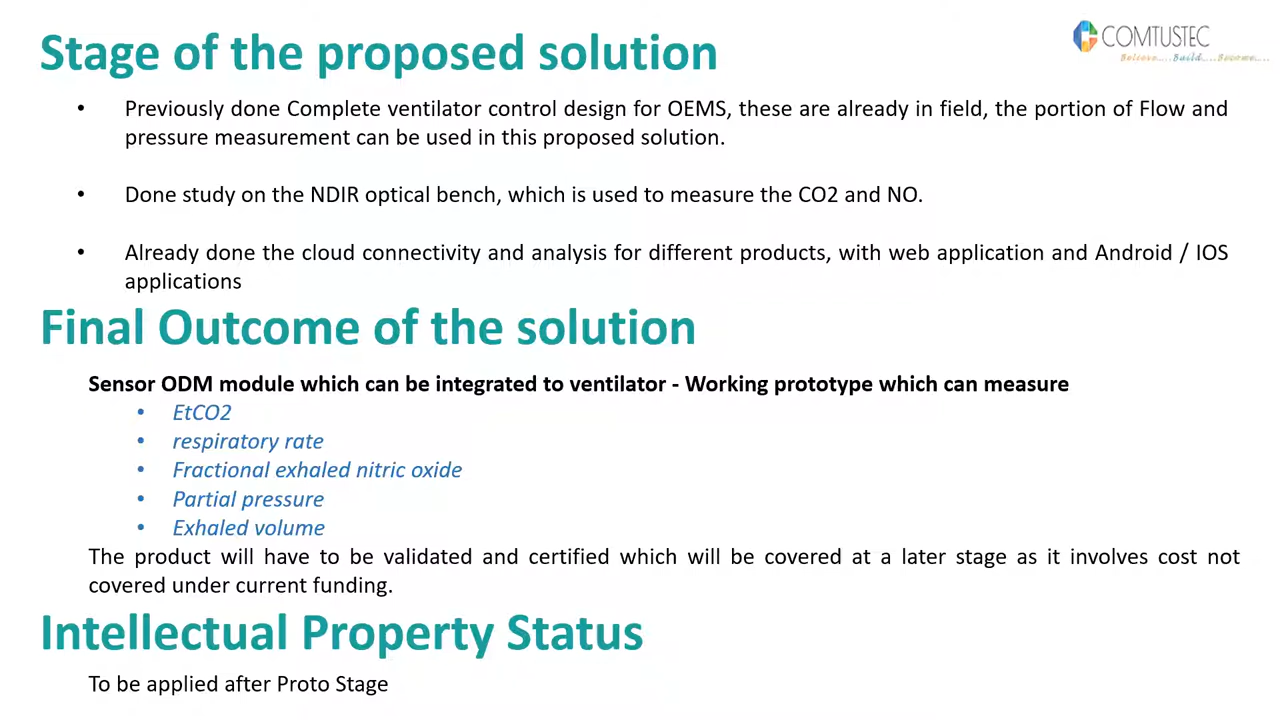 COMTUSTEC
Believe....Build....Become....
Stage of the proposed solution
• Previously done Complete ventilator control design for OEMS, these are already in field, the portion of Flow and
pressure measurement can be used in this proposed solution.
• Done study on the NDIR optical bench, which is used to measure the CO2 and NO.
• Already done the cloud connectivity and analysis for different products, with web application and Android / IOS
applications
Final Outcome of the solution
Sensor ODM module which can be integrated to ventilator - Working prototype which can measure
• EtCO2
• respiratory rate
• Fractional exhaled nitric oxide
• Partial pressure
• Exhaled volume
The product will have to be validated and certified which will be covered at a later stage as it involves cost not
covered under current funding.
Intellectual Property Status
To be applied after Proto Stage